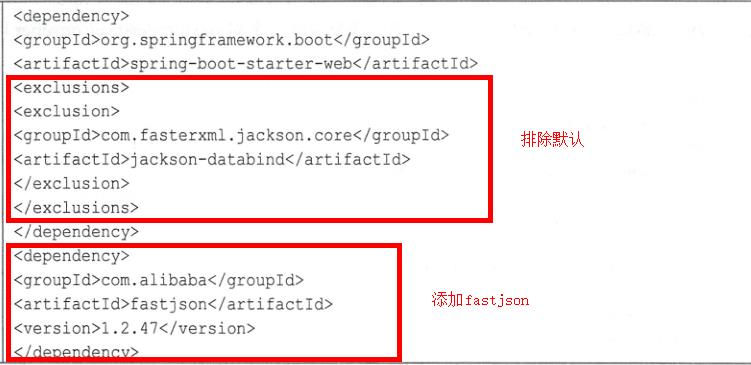 <dependency>
<groupId>org.springframework.boot</groupId>
<artifactId>spring-boot-starter-web</artifactId>
<exclusions>
<exclusion>
<groupId>com.fasterxml.jackson.core</groupId>
<artifactId>jackson-databind</artifactId>
</exclusion>
</exclusions>
排除默认
</dependency>
<dependency>
<groupId>com.alibaba</groupId>
<artifactId>fastjson</artifactId>
<version>1.2.47</version>
</dependency>
添加fastjson